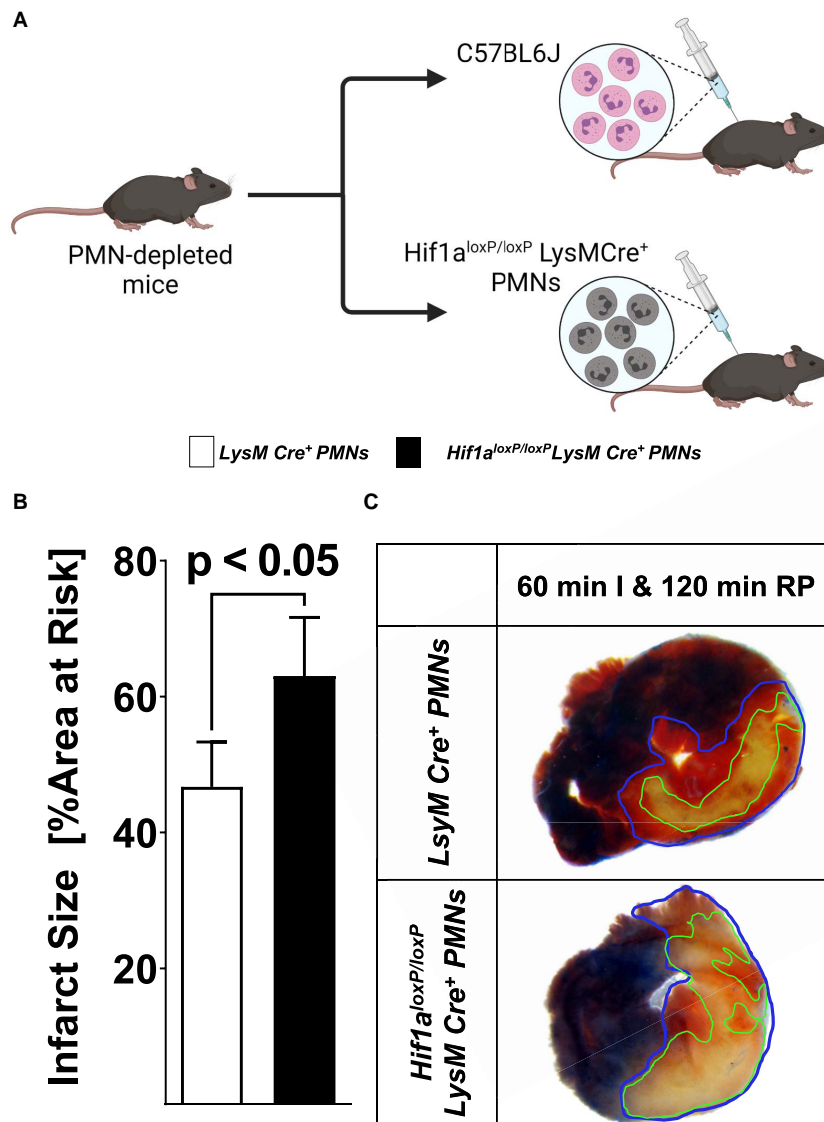 A
C57BL6J
PMN-depleted
mice
Hif1a^loxP/loxP LysMCre⁺
PMNs
LysM Cre⁺ PMNs
Hif1a^loxP/loxP LysM Cre⁺ PMNs
B
Infarct Size [%Area at Risk]
80
60
40
20
p < 0.05
C
60 min I & 120 min RP
LsyM Cre⁺ PMNs
Hif1a^loxP/loxP
LysM Cre⁺ PMNs